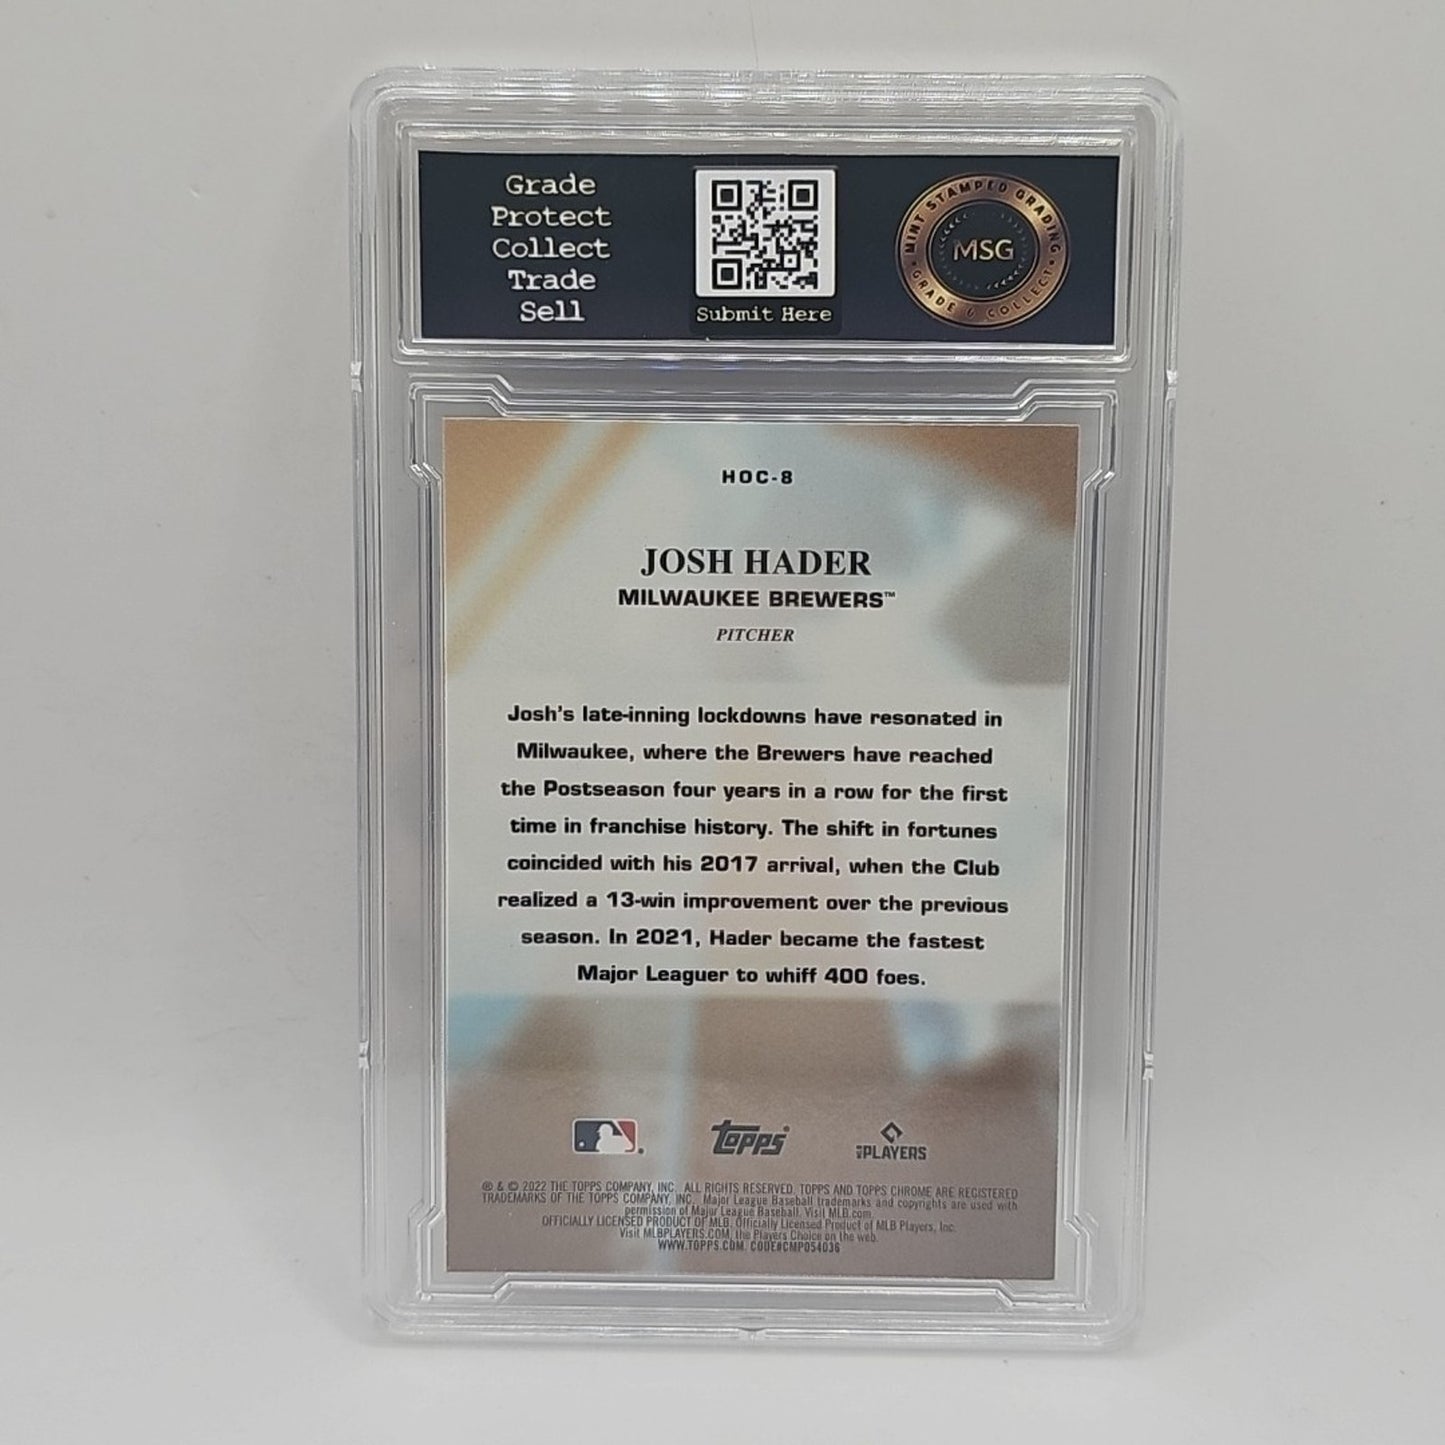 Grade
Protect
Collect
Trade
Sell
Submit Here
MINT STAMPED GRADING
MSG
GRADE & COLLECT
HOC-8
JOSH HADER
MILWAUKEE BREWERS™
PITCHER
Josh's late-inning lockdowns have resonated in
Milwaukee, where the Brewers have reached
the Postseason four years in a row for the first
time in franchise history. The shift in fortunes
coincided with his 2017 arrival, when the Club
realized a 13-win improvement over the previous
season. In 2021, Hader became the fastest
Major Leaguer to whiff 400 foes.
topps®
MLB PLAYERS
® & © 2022 THE TOPPS COMPANY, INC. ALL RIGHTS RESERVED. TOPPS AND TOPPS CHROME ARE REGISTERED
TRADEMARKS OF THE TOPPS COMPANY, INC. Major League Baseball trademarks and copyrights are used with
permission of Major League Baseball. Visit MLB.com.
OFFICIALLY LICENSED PRODUCT OF MLB. Officially Licensed Product of MLB Players, Inc.
Visit MLBPLAYERS.COM, the Players Choice on the web.
WWW.TOPPS.COM. CODE#CMP054036